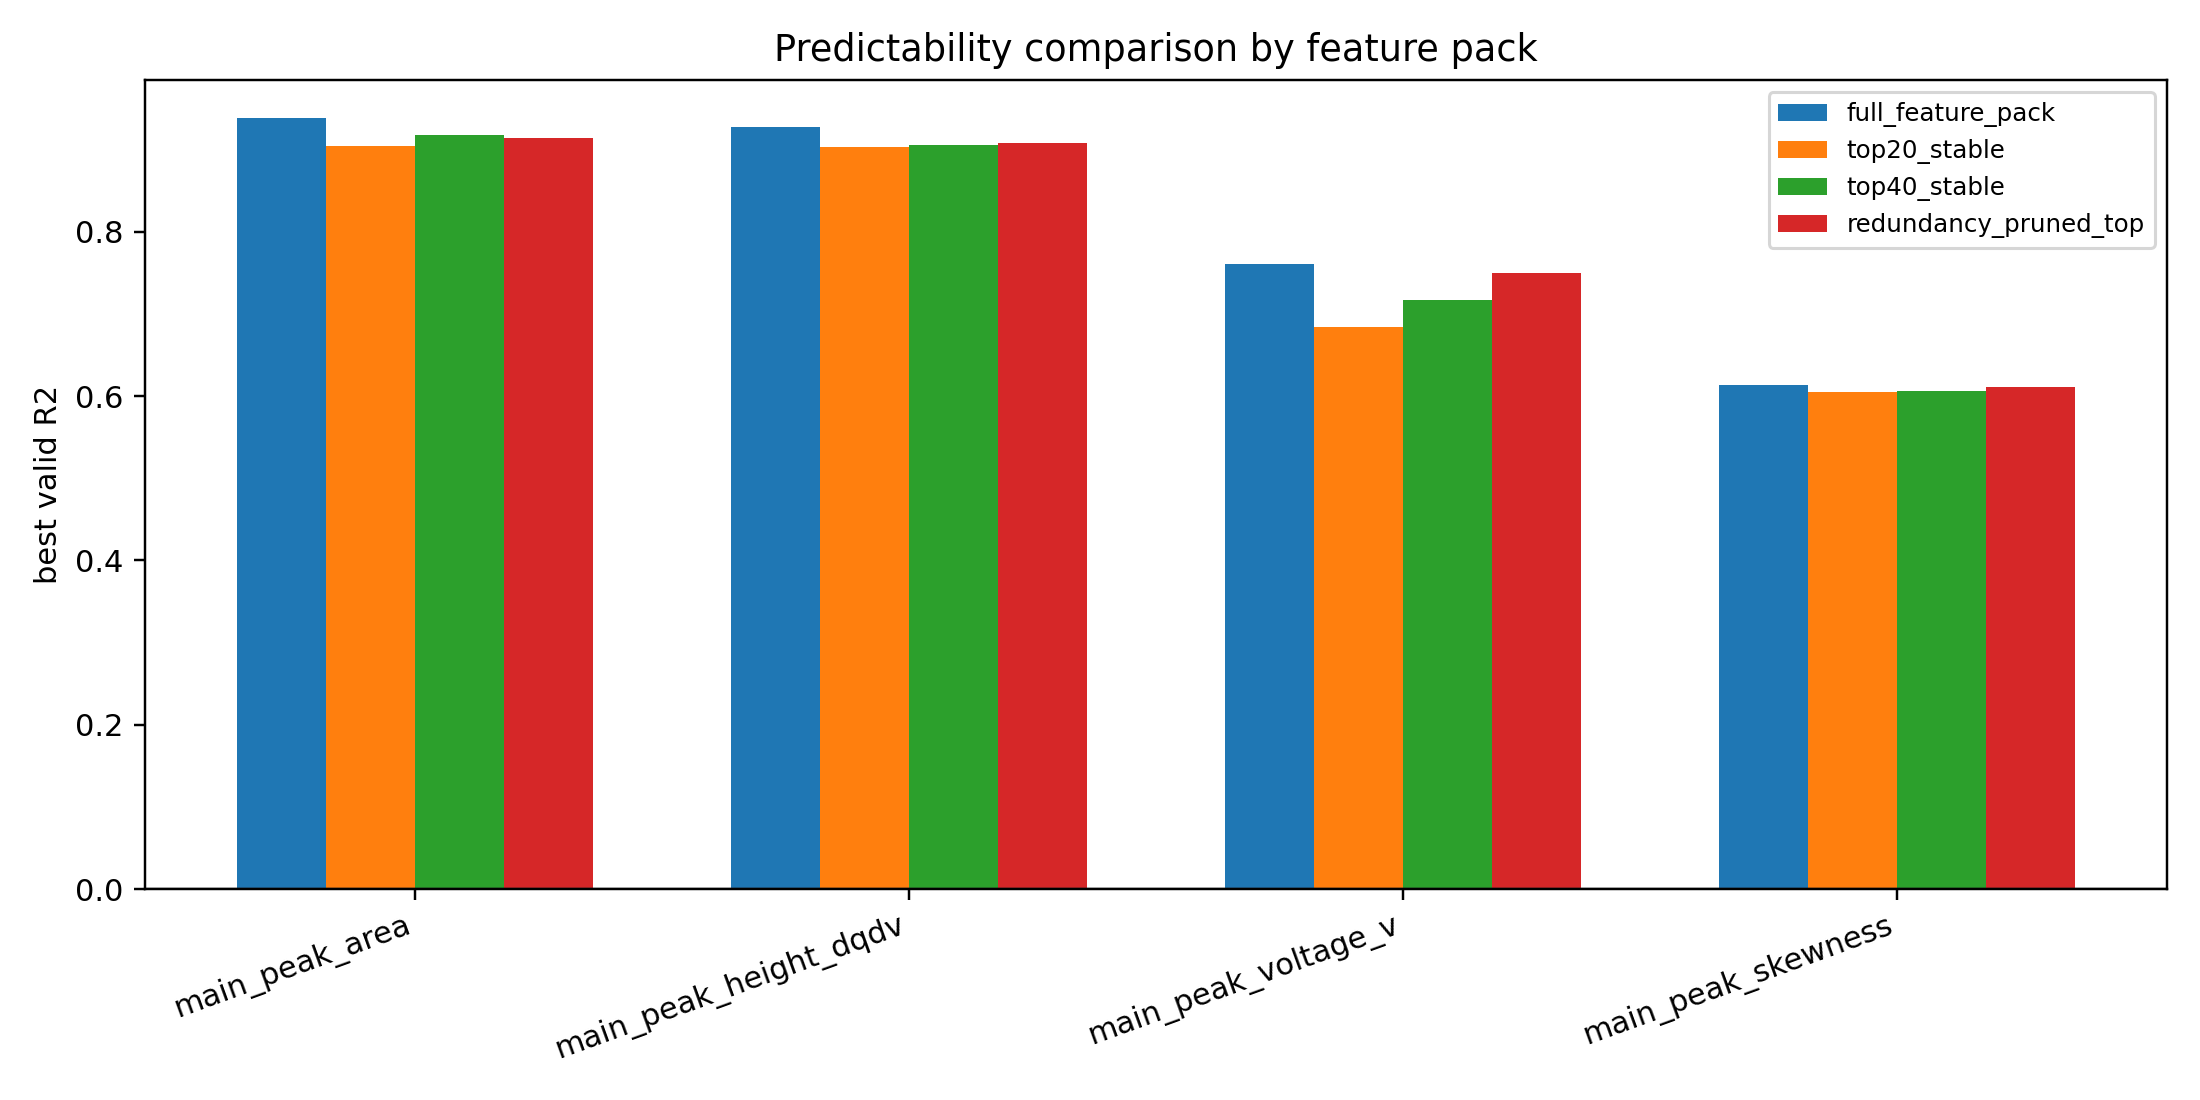 Predictability comparison by feature pack
full_feature_pack
top20_stable
top40_stable
redundancy_pruned_top
best valid R2
0.8
0.6
0.4
0.2
0.0
main_peak_area
main_peak_height_dqdv
main_peak_voltage_v
main_peak_skewness